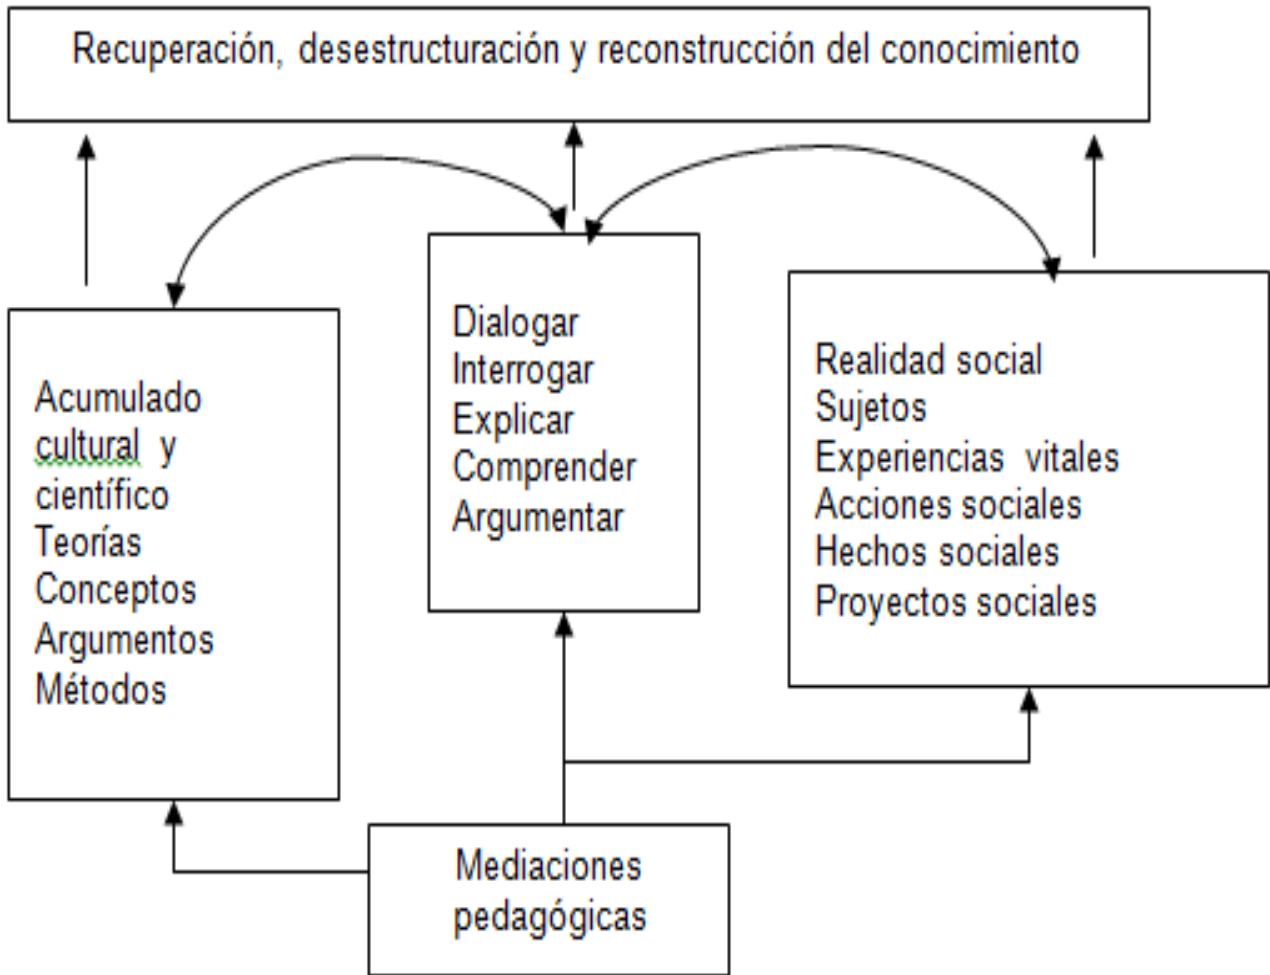 Recuperación, desestructuración y reconstrucción del conocimiento
Acumulado
cultural y
científico
Teorías
Conceptos
Argumentos
Métodos
Dialogar
Interrogar
Explicar
Comprender
Argumentar
Realidad social
Sujetos
Experiencias vitales
Acciones sociales
Hechos sociales
Proyectos sociales
Mediaciones
pedagógicas